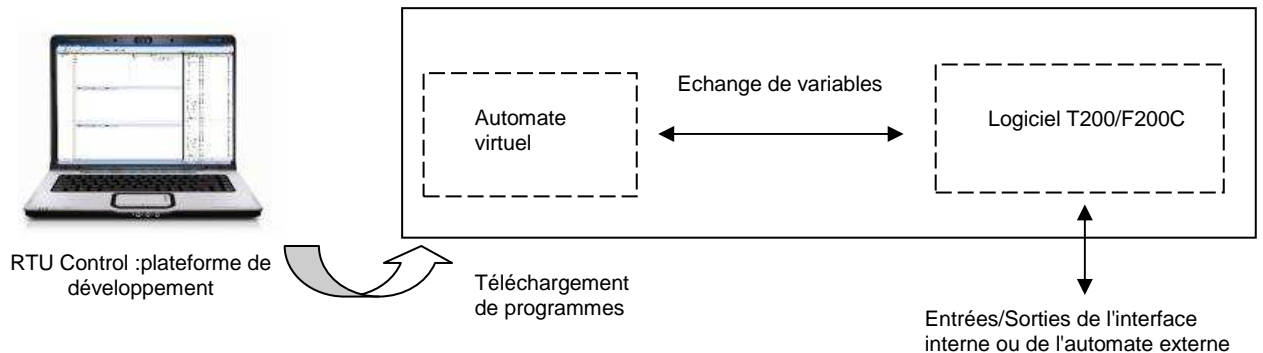 Echange de variables
Automate
virtuel
Logiciel T200/F200C
RTU Control :plateforme de
développement
Téléchargement
de programmes
Entrées/Sorties de l'interface
interne ou de l'automate externe